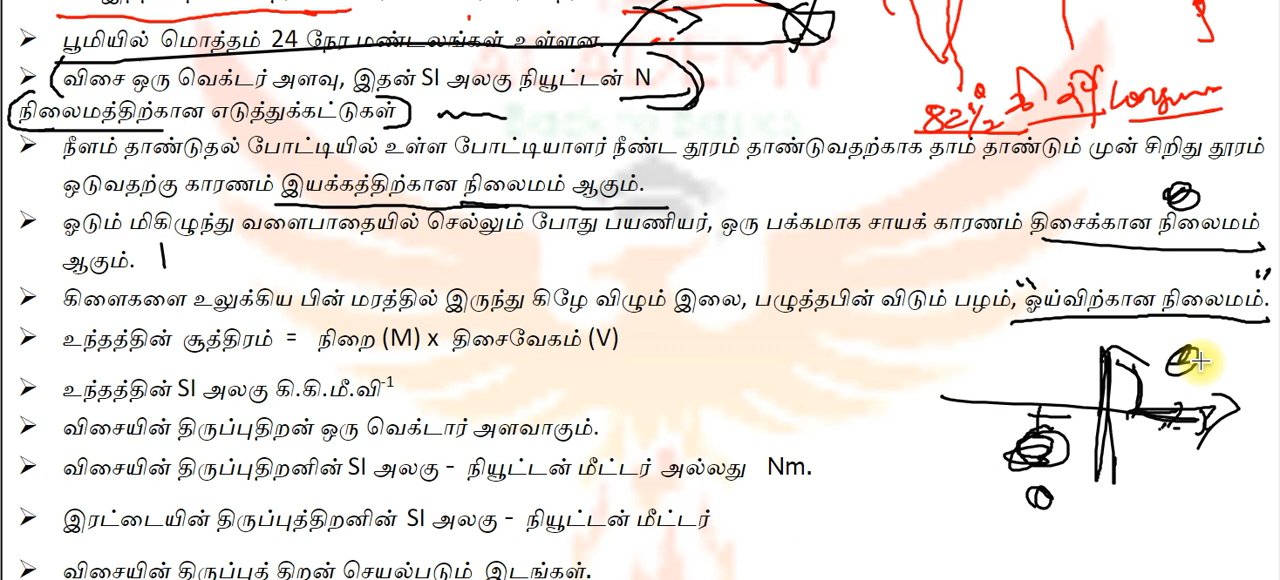 பூமியில் மொத்தம் 24 நேர மண்டலங்கள் உள்ளன.
விசை ஒரு வெக்டர் அளவு, இதன் SI அலகு நியூட்டன் N
நிலைமத்திற்கான எடுத்துக்கட்டுகள்
82½
நீளம் தாண்டுதல் போட்டியில் உள்ள போட்டியாளர் நீண்ட தூரம் தாண்டுவதற்காக தாம் தாண்டும் முன் சிறிது தூரம்
ஒடுவதற்கு காரணம் இயக்கத்திற்கான நிலைமம் ஆகும்.
ஓடும் மிகிழுந்து வளைபாதையில் செல்லும் போது பயணியர், ஒரு பக்கமாக சாயக் காரணம் திசைக்கான நிலைமம்
ஆகும்.
கிளைகளை உலுக்கிய பின் மரத்தில் இருந்து கிழே விழும் இலை, பழுத்தபின் விடும் பழம், ஓய்விற்கான நிலைமம்.
உந்தத்தின் சூத்திரம் = நிறை (M) x திசைவேகம் (V)
உந்தத்தின் SI அலகு கி.கி.மீ.வி⁻¹
விசையின் திருப்புதிறன் ஒரு வெக்டார் அளவாகும்.
விசையின் திருப்புதிறனின் SI அலகு - நியூட்டன் மீட்டர் அல்லது Nm.
இரட்டையின் திருப்புத்திறனின் SI அலகு - நியூட்டன் மீட்டர்
விசையின் திருப்புத் திறன் செயல்படும் இடங்கள்.